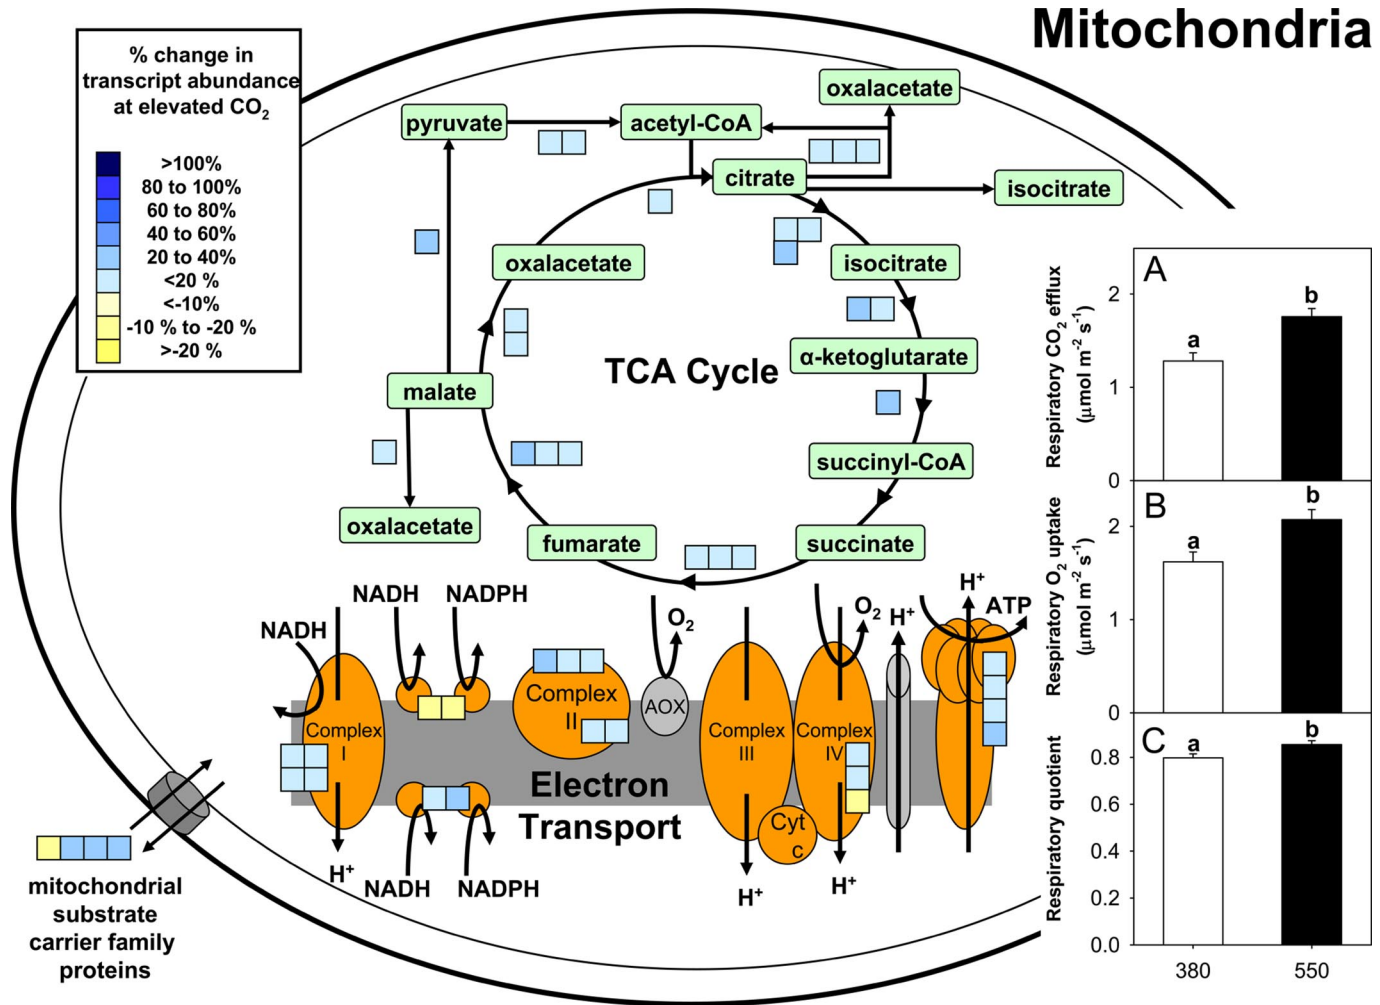 Mitochondria
% change in
transcript abundance
at elevated CO2
>100%
80 to 100%
60 to 80%
40 to 60%
20 to 40%
<20 %
<-10%
-10 % to -20 %
>-20 %
oxalacetate
pyruvate
acetyl-CoA
citrate
isocitrate
oxalacetate
isocitrate
TCA Cycle
α-ketoglutarate
malate
succinyl-CoA
oxalacetate
fumarate
succinate
NADH
NADH
NADPH
O2
O2
H+
H+
ATP
Complex
I
Complex
II
AOX
Complex
III
Complex
IV
Electron
Transport
Cyt
c
H+
NADH
NADPH
H+
H+
mitochondrial
substrate
carrier family
proteins
A
Respiratory CO2 efflux
(µmol m-2 s-1)
2
1
0
a
b
B
Respiratory O2 uptake
(µmol m-2 s-1)
2
1
0
a
b
C
Respiratory quotient
0.8
0.6
0.4
0.2
0.0
a
b
380
550